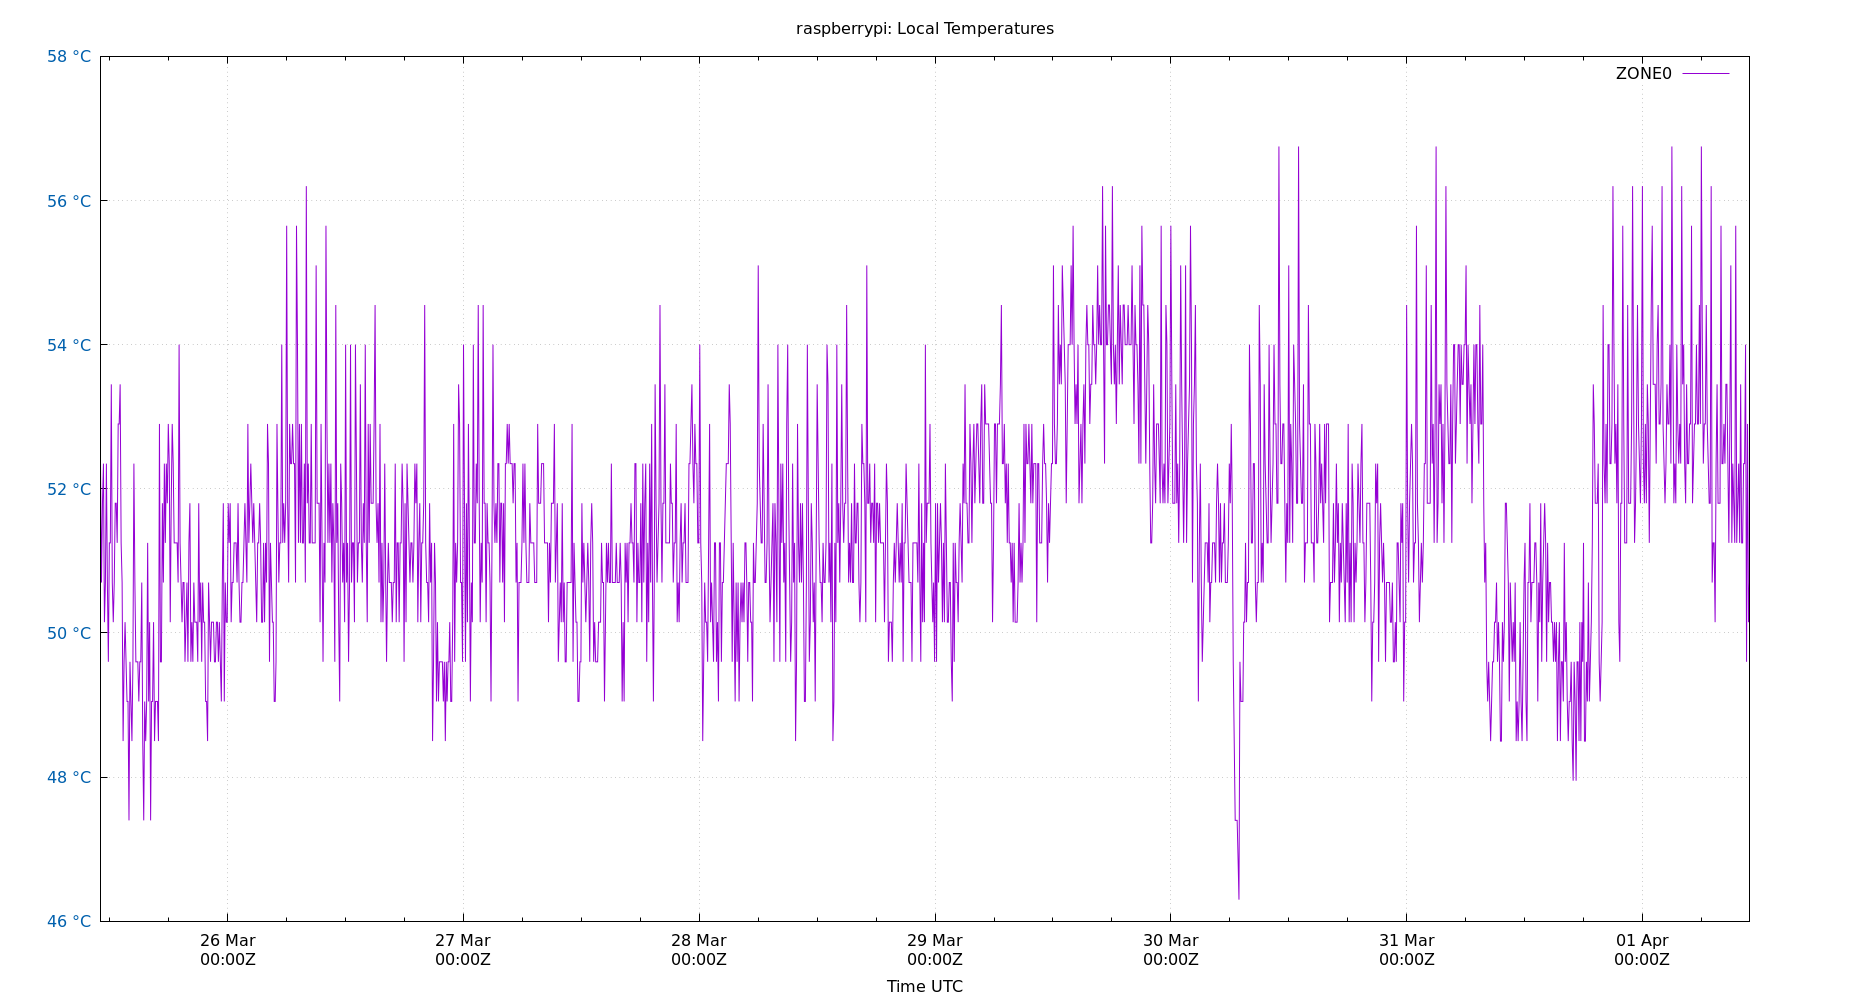 raspberrypi: Local Temperatures
58 °C
ZONE0
56 °C
54 °C
52 °C
50 °C
48 °C
46 °C
26 Mar 27 Mar 28 Mar 29 Mar 30 Mar 31 Mar 01 Apr
00:00Z 00:00Z 00:00Z 00:00Z 00:00Z 00:00Z 00:00Z
Time UTC